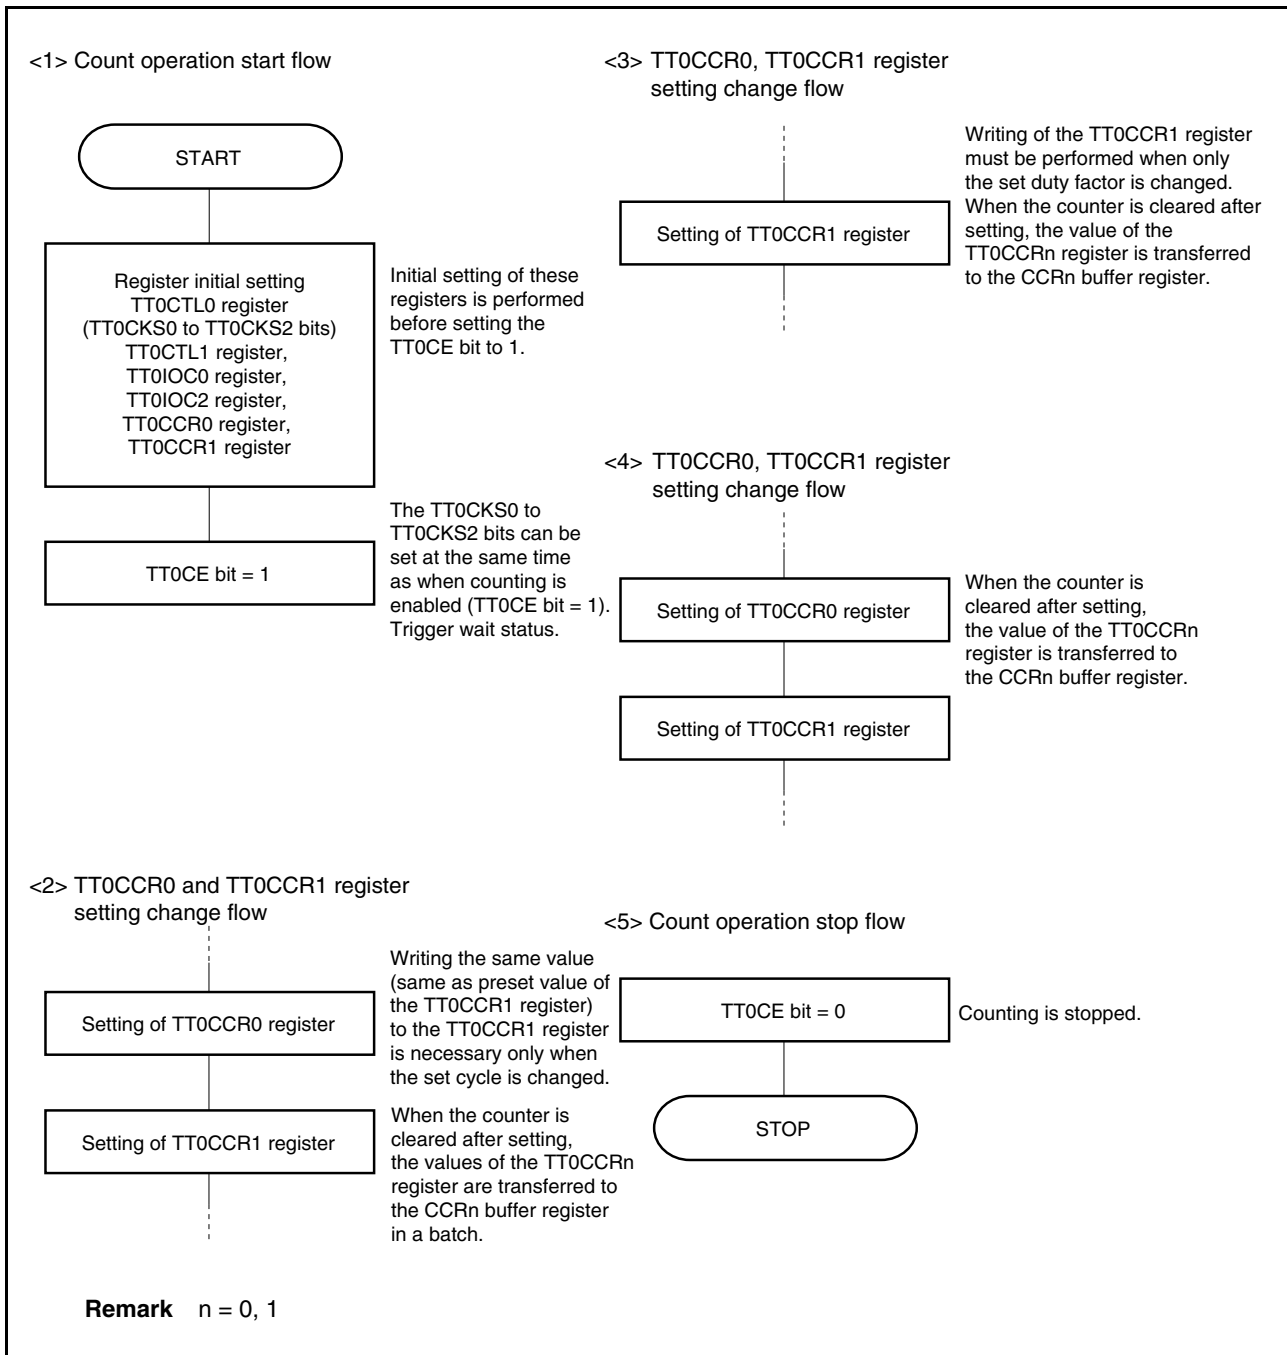 <1> Count operation start flow
START
Register initial setting
TT0CTL0 register
(TT0CKS0 to TT0CKS2 bits)
TT0CTL1 register,
TT0IOC0 register,
TT0IOC2 register,
TT0CCR0 register,
TT0CCR1 register
Initial setting of these
registers is performed
before setting the
TT0CE bit to 1.
TT0CE bit = 1
The TT0CKS0 to
TT0CKS2 bits can be
set at the same time
as when counting is
enabled (TT0CE bit = 1).
Trigger wait status.
<2> TT0CCR0 and TT0CCR1 register
setting change flow
Setting of TT0CCR0 register
Writing the same value
(same as preset value of
the TT0CCR1 register)
to the TT0CCR1 register
is necessary only when
the set cycle is changed.
Setting of TT0CCR1 register
When the counter is
cleared after setting,
the values of the TT0CCRn
register are transferred to
the CCRn buffer register
in a batch.
<3> TT0CCR0, TT0CCR1 register
setting change flow
Setting of TT0CCR1 register
Writing of the TT0CCR1 register
must be performed when only
the set duty factor is changed.
When the counter is cleared after
setting, the value of the
TT0CCRn register is transferred
to the CCRn buffer register.
<4> TT0CCR0, TT0CCR1 register
setting change flow
Setting of TT0CCR0 register
When the counter is
cleared after setting,
the value of the TT0CCRn
register is transferred to
the CCRn buffer register.
Setting of TT0CCR1 register
<5> Count operation stop flow
TT0CE bit = 0
Counting is stopped.
STOP
Remark n = 0, 1